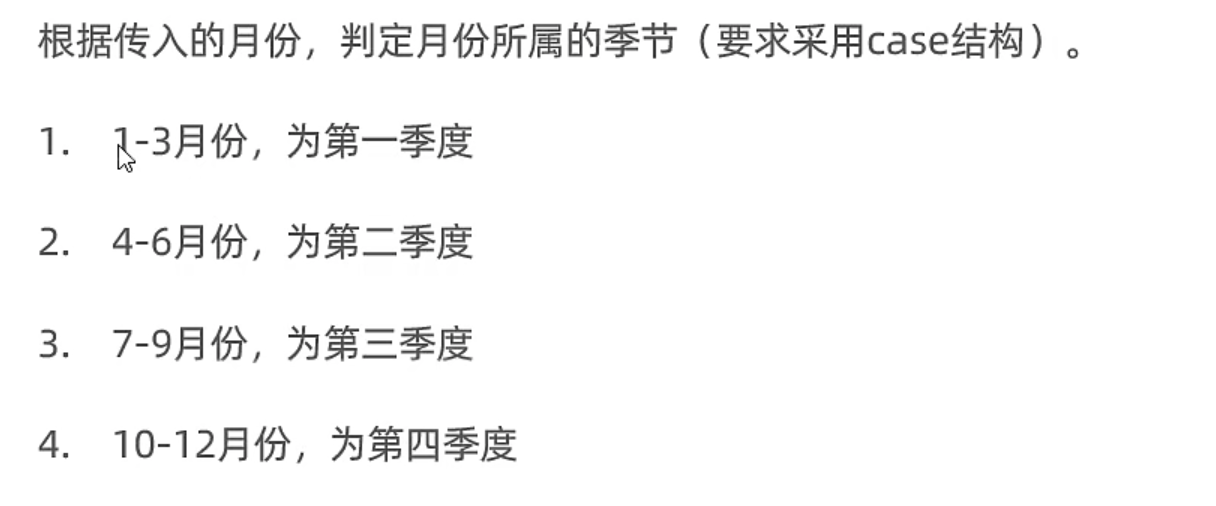 根据传入的月份，判定月份所属的季节（要求采用case结构）。
1. 1-3月份，为第一季度
2. 4-6月份，为第二季度
3. 7-9月份，为第三季度
4. 10-12月份，为第四季度